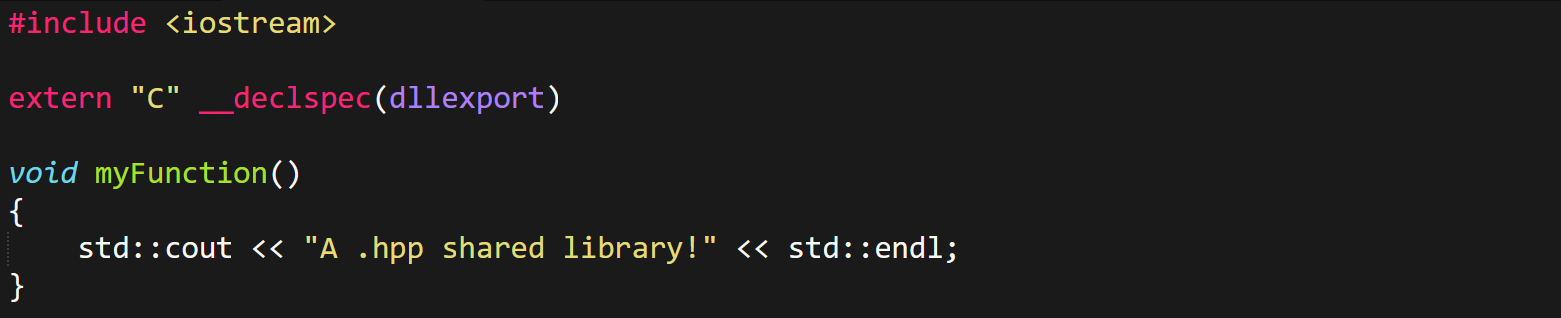 #include <iostream>
extern "C" __declspec(dllexport)
void myFunction()
{
    std::cout << "A .hpp shared library!" << std::endl;
}